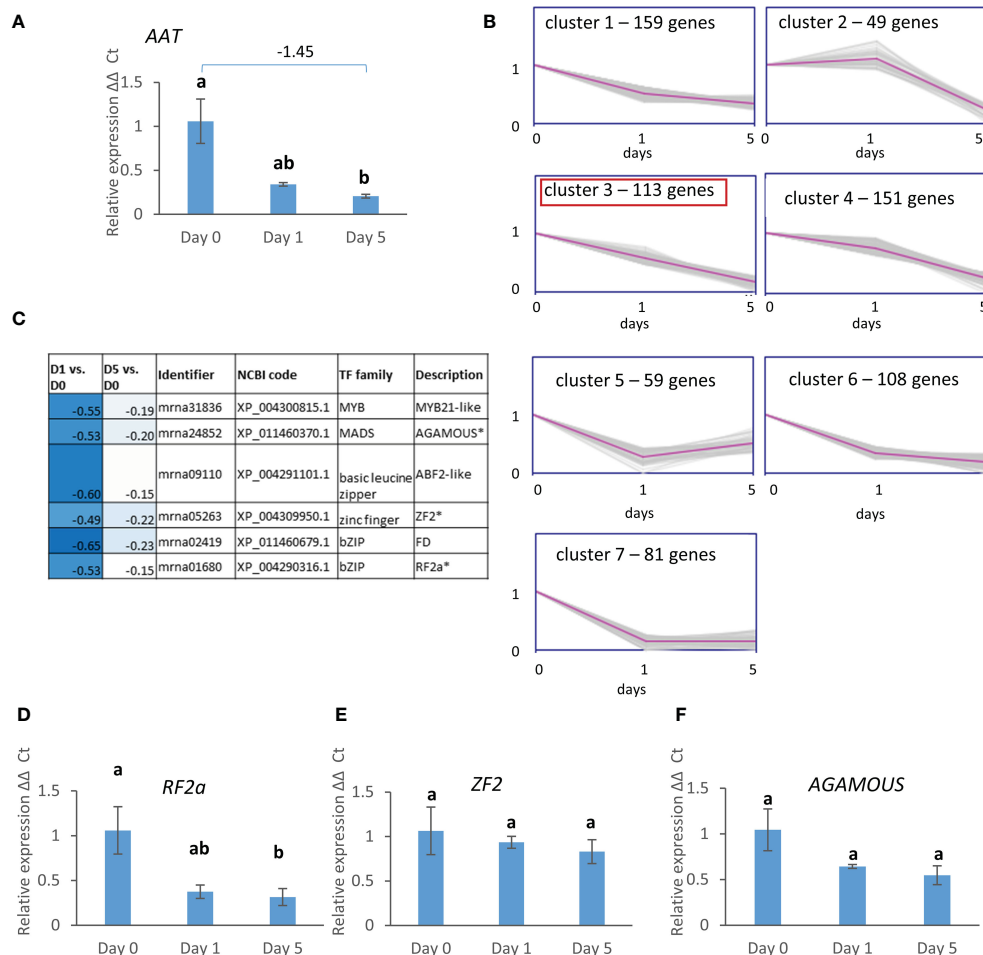 A
AAT
-1.45
Relative expression ΔΔ Ct
1.5
1
0.5
0
a
ab
b
Day 0
Day 1
Day 5
B
cluster 1 – 159 genes
1
0
0
1
5
days
cluster 2 – 49 genes
0
1
5
days
cluster 3 – 113 genes
1
0
0
1
5
days
cluster 4 – 151 genes
0
1
5
days
cluster 5 – 59 genes
1
0
0
1
5
days
cluster 6 – 108 genes
0
1
5
days
cluster 7 – 81 genes
1
0
0
1
5
days
C
D1 vs. D0 D5 vs. D0 Identifier NCBI code TF family Description
-0.55 -0.19 mrna31836 XP_004300815.1 MYB MYB21-like
-0.53 -0.20 mrna24852 XP_011460370.1 MADS AGAMOUS*
-0.60 -0.15 mrna09110 XP_004291101.1 basic leucine zipper ABF2-like
-0.49 -0.22 mrna05263 XP_004309950.1 zinc finger ZF2*
-0.65 -0.23 mrna02419 XP_011460679.1 bZIP FD
-0.53 -0.15 mrna01680 XP_004290316.1 bZIP RF2a*
D
RF2a
Relative expression ΔΔ Ct
1.5
1
0.5
0
a
ab
b
Day 0
Day 1
Day 5
E
ZF2
Relative expression ΔΔ Ct
1.5
1
0.5
0
a
a
a
Day 0
Day 1
Day 5
F
AGAMOUS
Relative expression ΔΔ Ct
1.5
1
0.5
0
a
a
a
Day 0
Day 1
Day 5